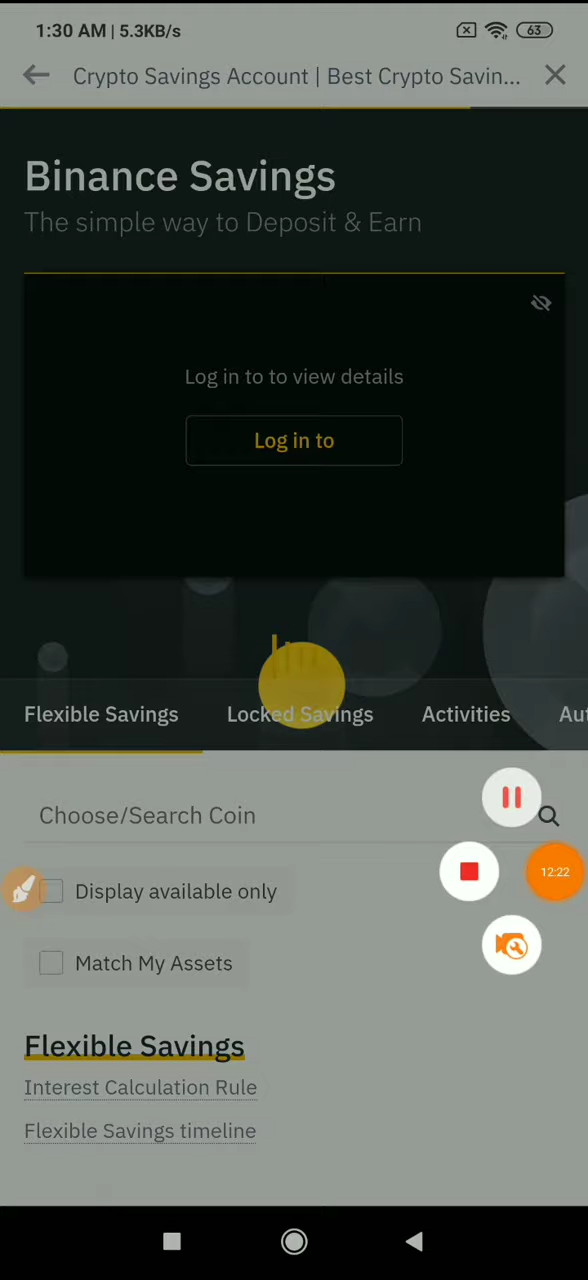 1:30 AM | 5.3KB/s
63
Crypto Savings Account | Best Crypto Savin...
Binance Savings
The simple way to Deposit & Earn
Log in to to view details
Log in to
Flexible Savings
Locked Savings
Activities
Aut
Choose/Search Coin
12:22
Display available only
Match My Assets
Flexible Savings
Interest Calculation Rule
Flexible Savings timeline